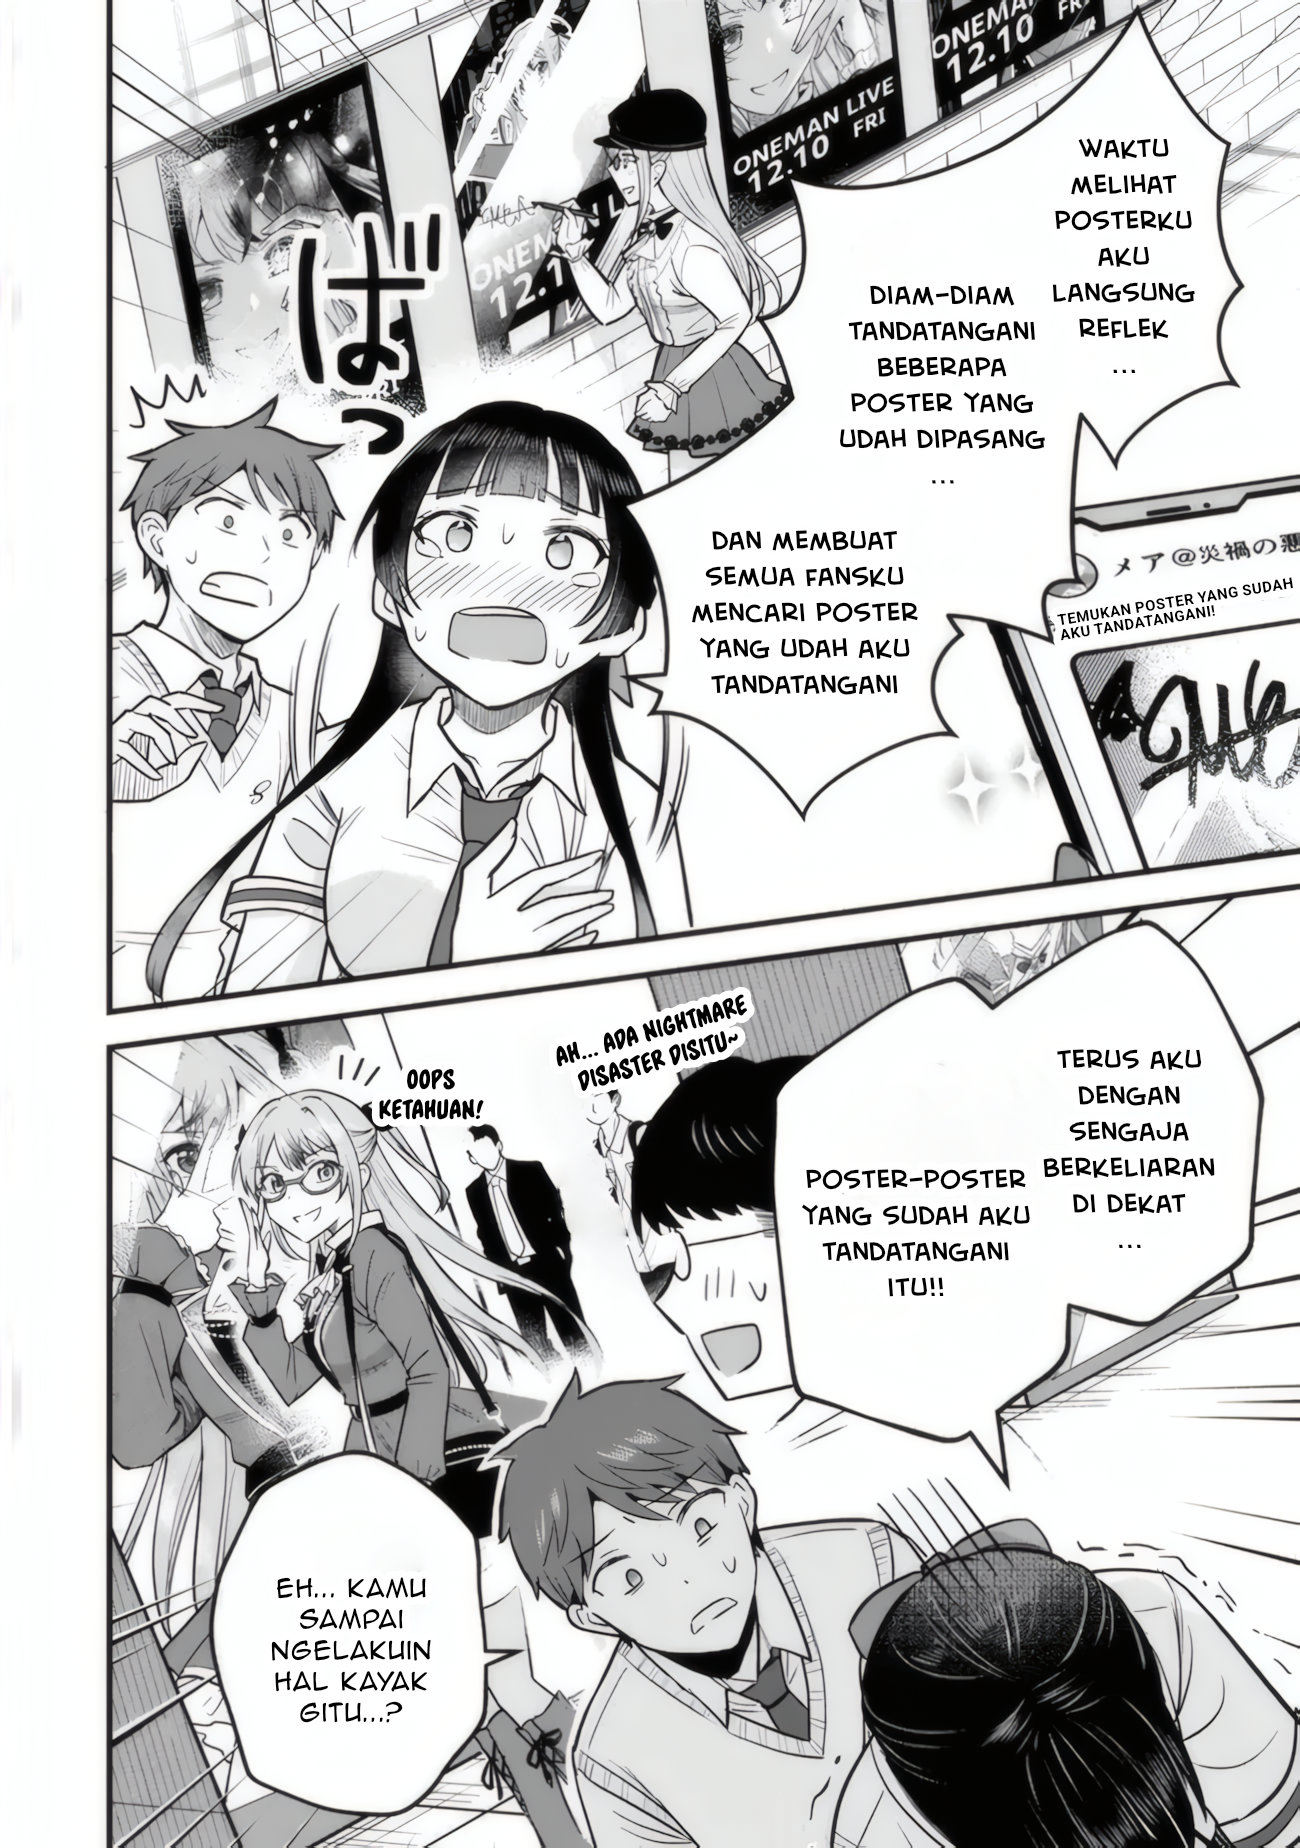 ONEMAN
12.10
FRI
ONEMAN LIVE
12.10
FRI
ONEMEN L
12.1
WAKTU
MELIHAT
POSTERKU
AKU
LANGSUNG
REFLEK
...
DIAM-DIAM
TANDATANGANI
BEBERAPA
POSTER YANG
UDAH DIPASANG
...
DAN MEMBUAT
SEMUA FANSKU
MENCARI POSTER
YANG UDAH AKU
TANDATANGANI
ばっ
メア@災禍の悪
TEMUKAN POSTER YANG SUDAH
AKU TANDATANGANI!
TERUS AKU
DENGAN
SENGAJA
BERKELIARAN
DI DEKAT
...
POSTER-POSTER
YANG SUDAH AKU
TANDATANGANI
ITU!!
AH... ADA NIGHTMARE
DISASTER DISITU~
OOPS
KETAHUAN!
EH... KAMU
SAMPAI
NGELAKUIN
HAL KAYAK
GITU...?